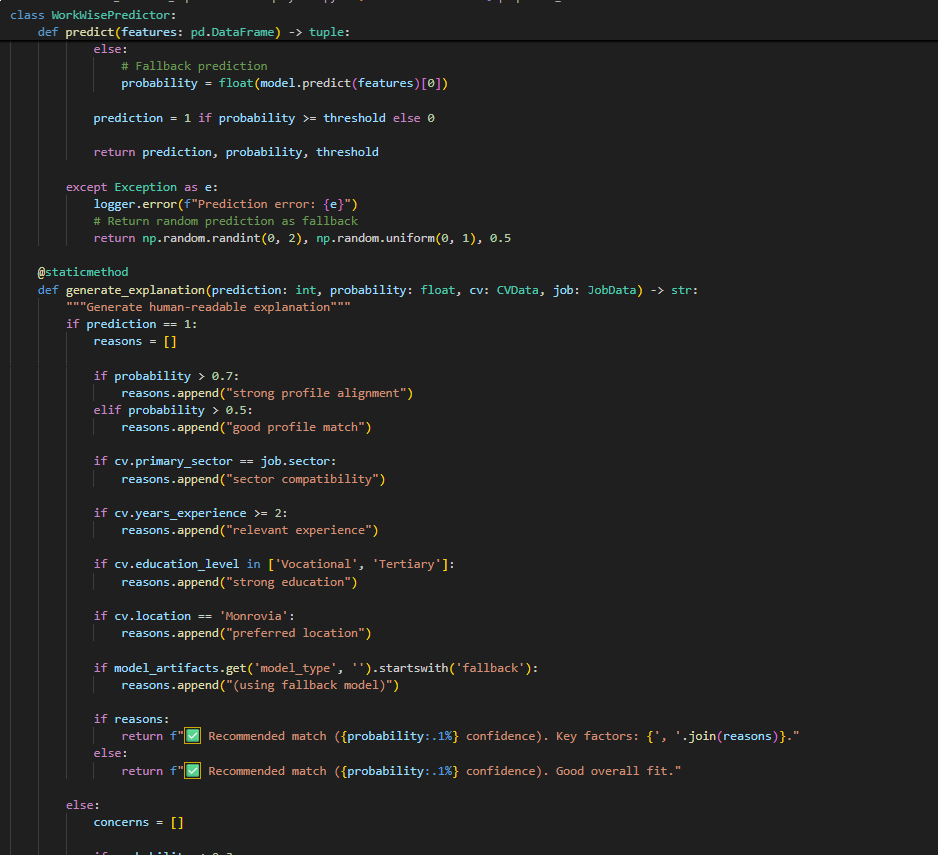 class WorkWisePredictor:
    def predict(features: pd.DataFrame) -> tuple:
            else:
                # Fallback prediction
                probability = float(model.predict(features)[0])

            prediction = 1 if probability >= threshold else 0

            return prediction, probability, threshold

        except Exception as e:
            logger.error(f"Prediction error: {e}")
            # Return random prediction as fallback
            return np.random.randint(0, 2), np.random.uniform(0, 1), 0.5

    @staticmethod
    def generate_explanation(prediction: int, probability: float, cv: CVData, job: JobData) -> str:
        """Generate human-readable explanation"""
        if prediction == 1:
            reasons = []

            if probability > 0.7:
                reasons.append("strong profile alignment")
            elif probability > 0.5:
                reasons.append("good profile match")

            if cv.primary_sector == job.sector:
                reasons.append("sector compatibility")

            if cv.years_experience >= 2:
                reasons.append("relevant experience")

            if cv.education_level in ['Vocational', 'Tertiary']:
                reasons.append("strong education")

            if cv.location == 'Monrovia':
                reasons.append("preferred location")

            if model_artifacts.get('model_type', '').startswith('fallback'):
                reasons.append("(using fallback model)")

            if reasons:
                return f"✅ Recommended match ({probability:.1%} confidence). Key factors: {', '.join(reasons)}."
            else:
                return f"✅ Recommended match ({probability:.1%} confidence). Good overall fit."

        else:
            concerns = []